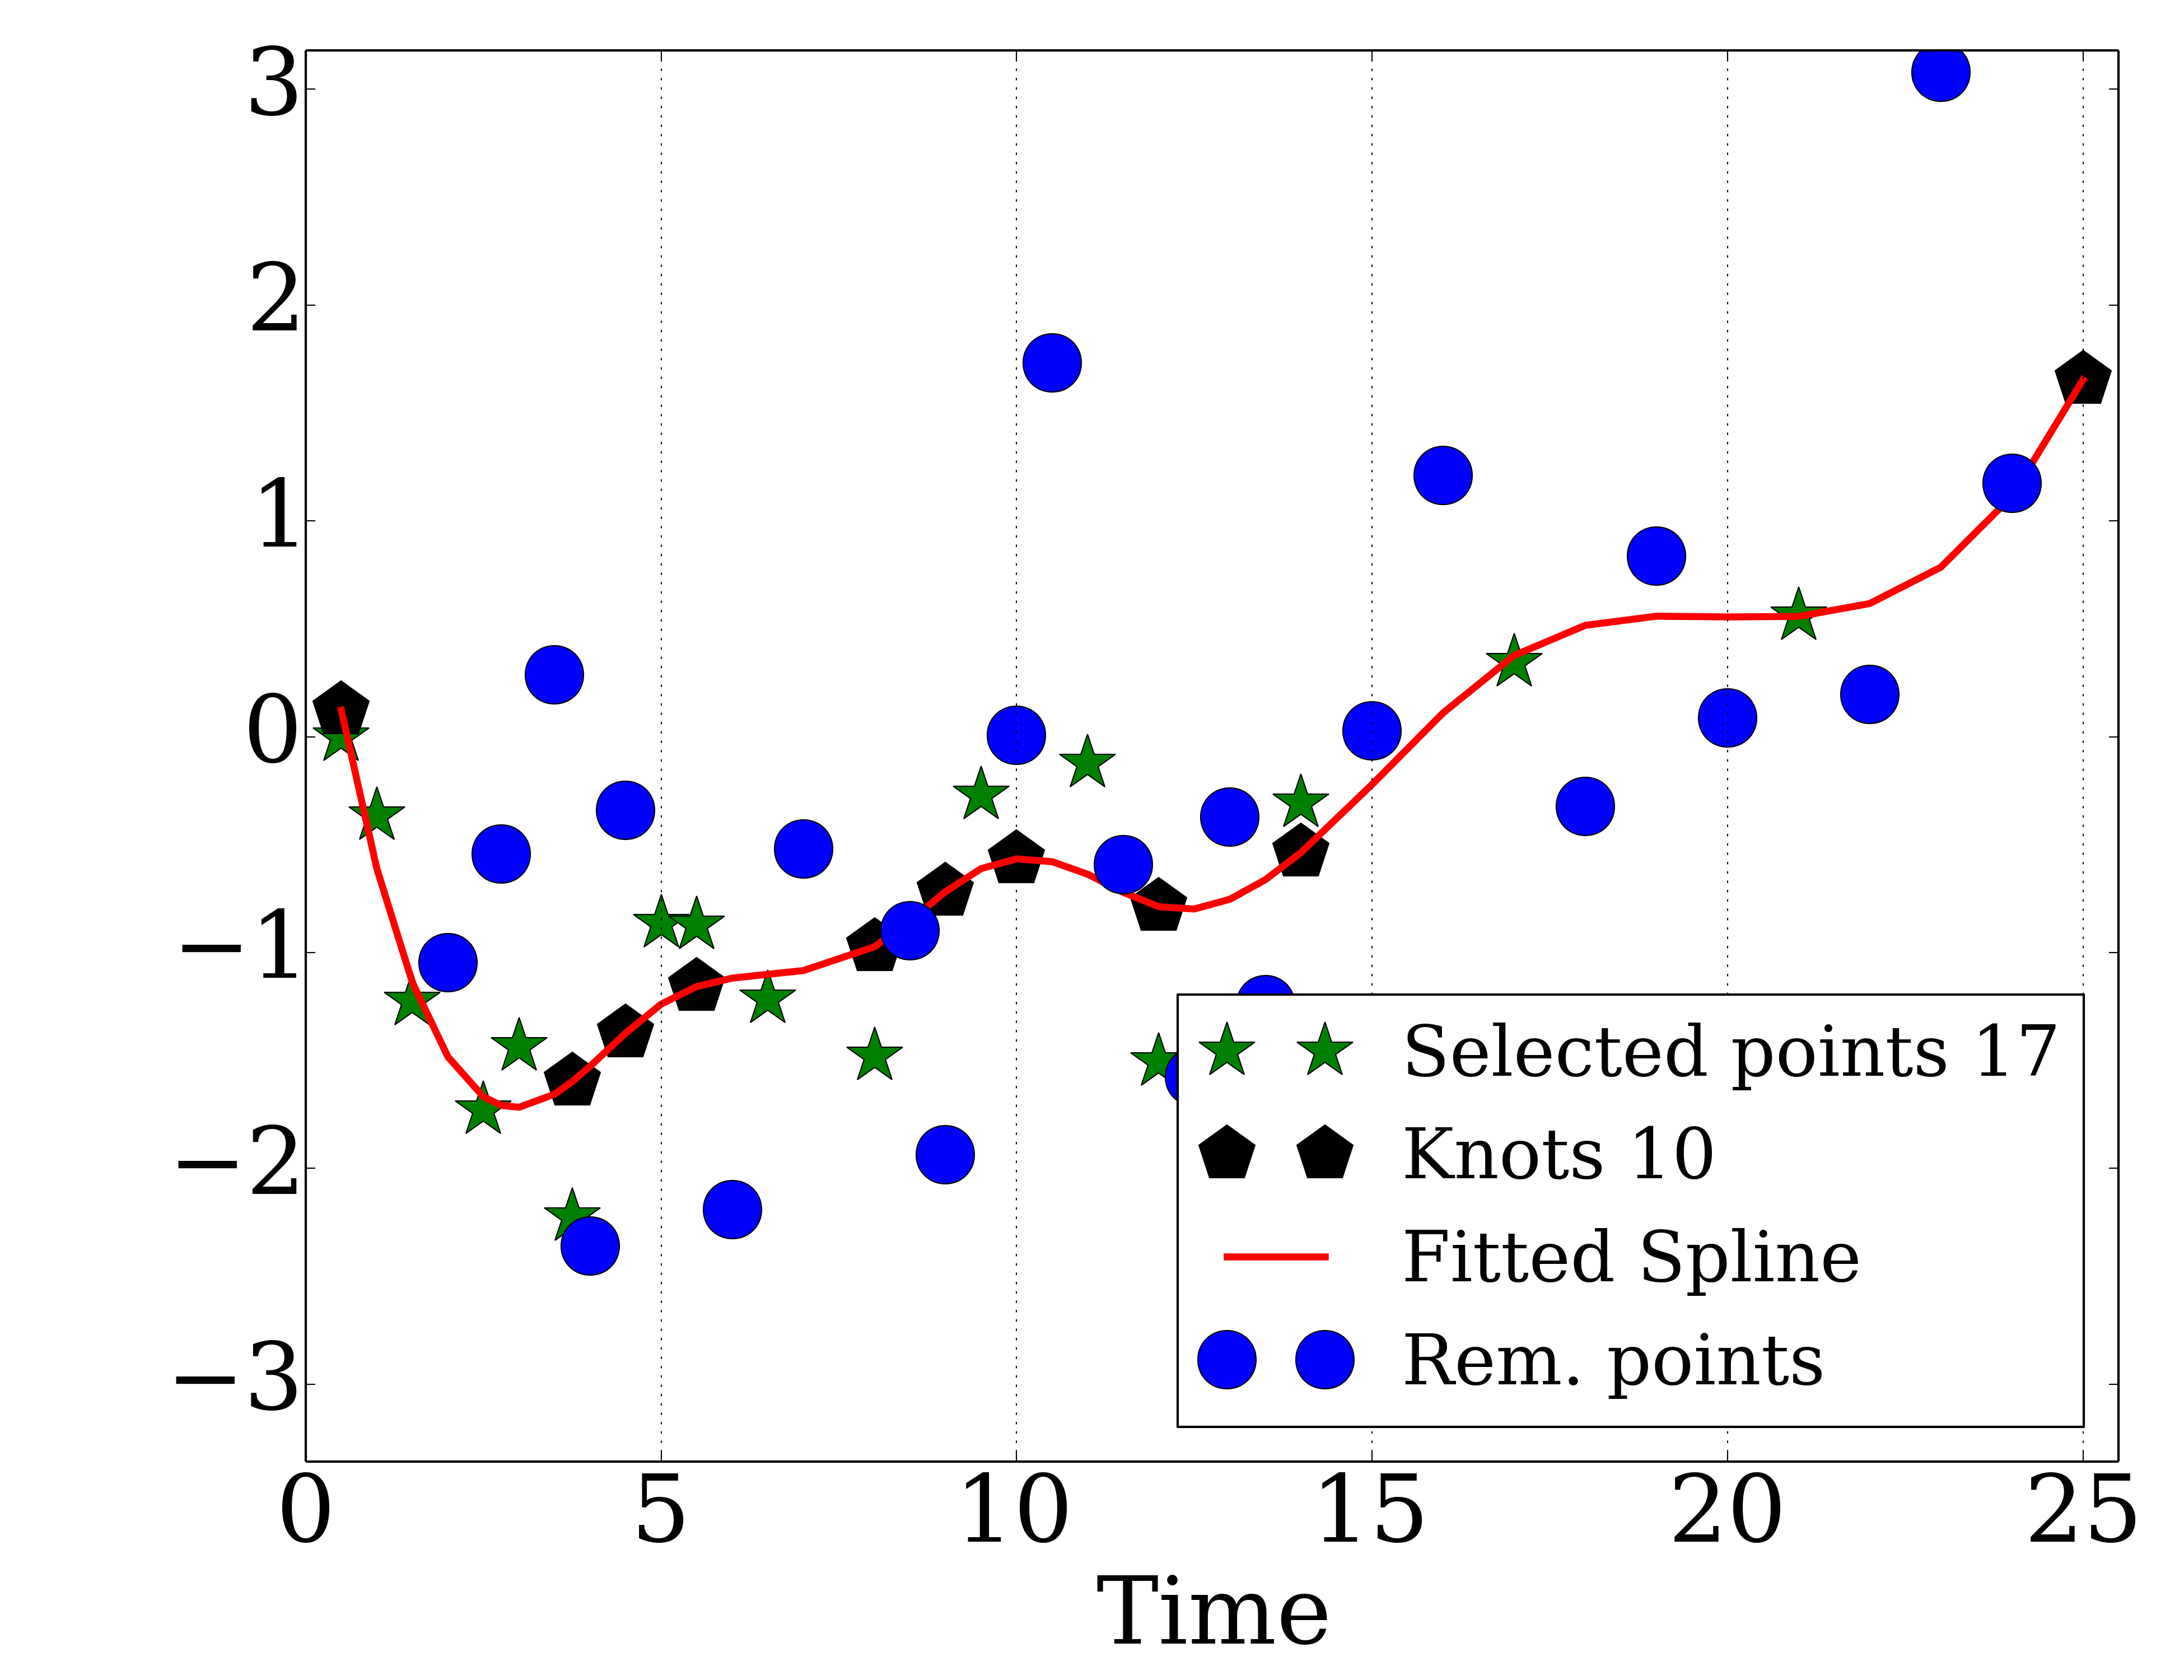 3
2
1
0
−1
−2
−3
Selected points 17
Knots 10
Fitted Spline
Rem. points
0 5 10 15 20 25
Time